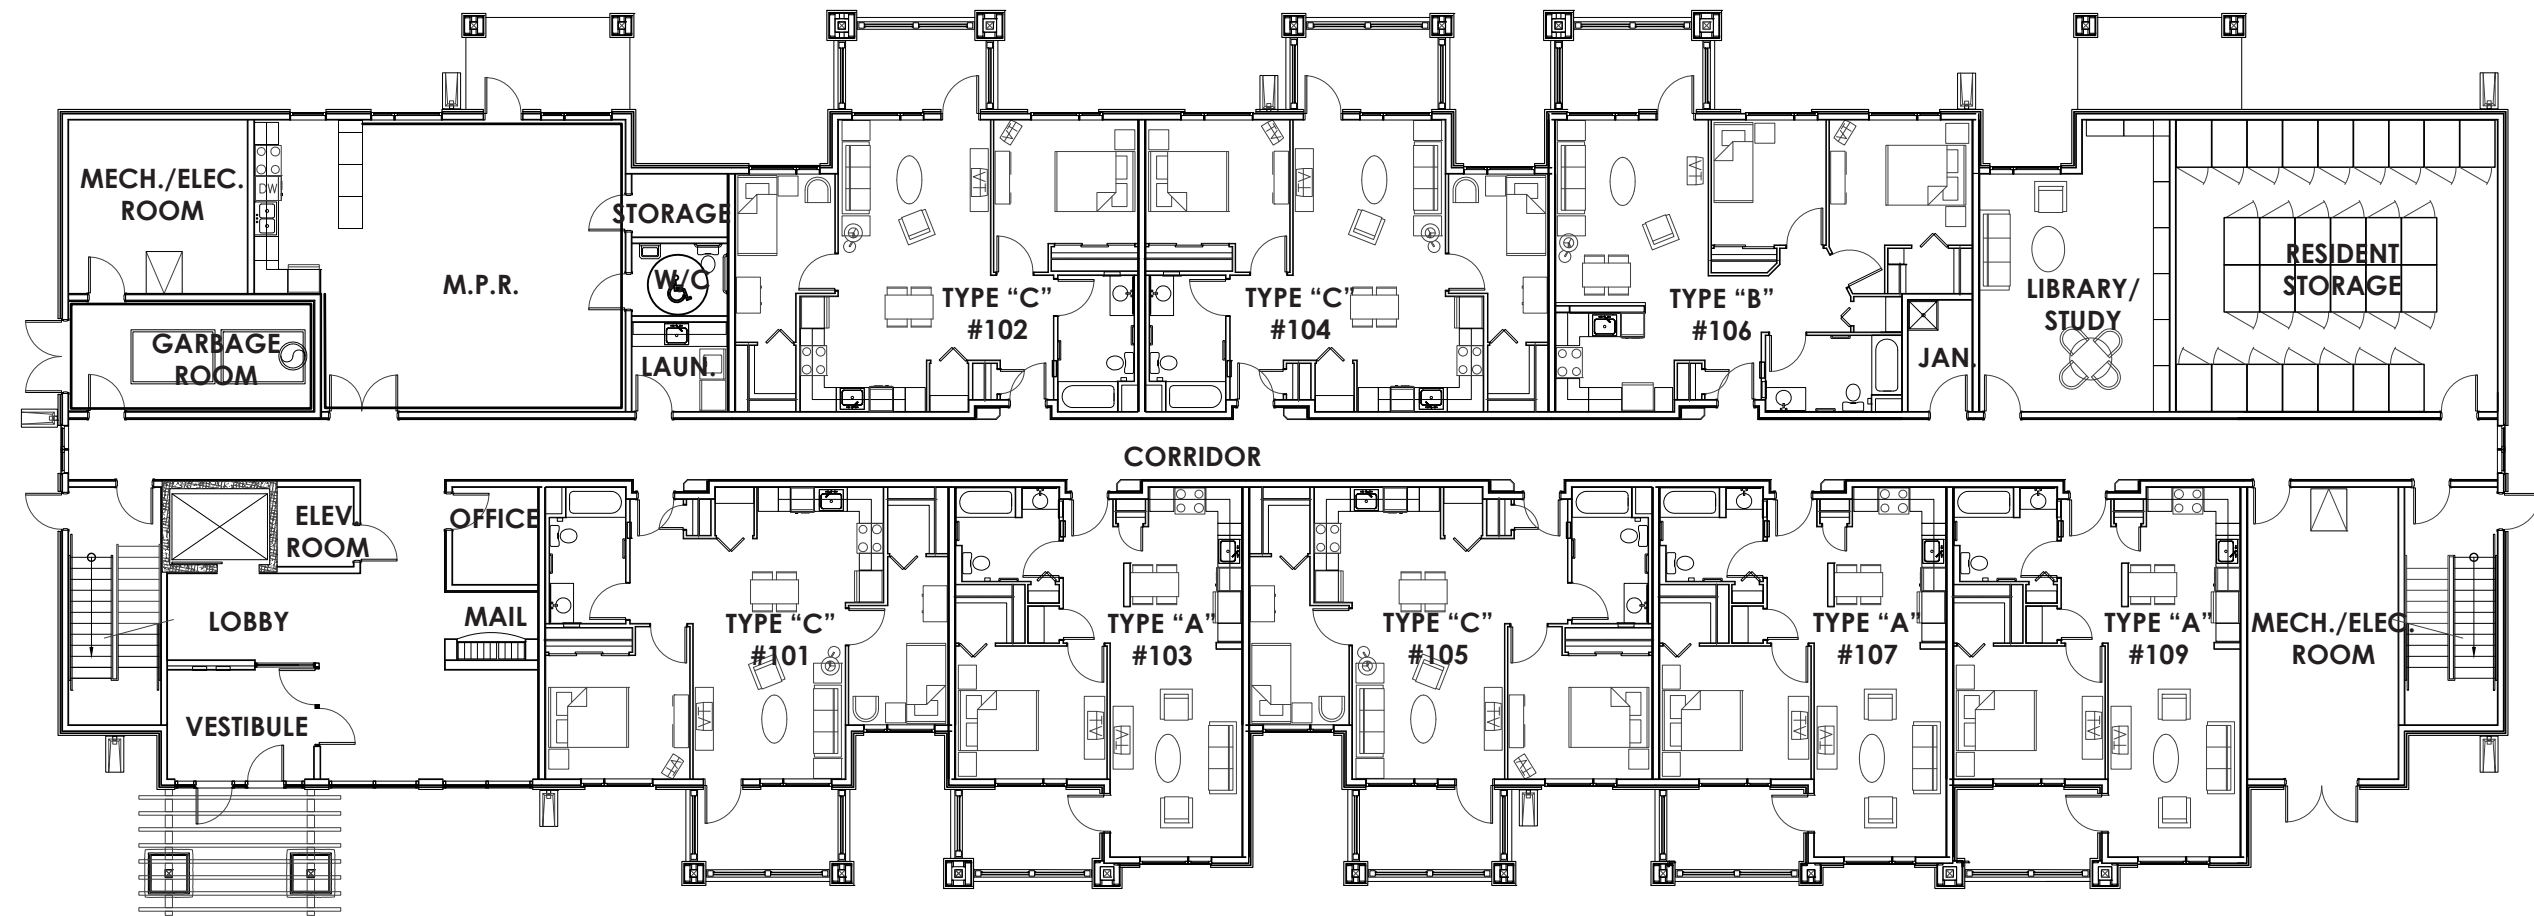 MECH./ELEC.
ROOM
DW
M.P.R.
STORAGE
W/C
LAUN.
GARBAGE
ROOM
TYPE “C”
#102
TYPE “C”
#104
TYPE “B”
#106
JAN.
LIBRARY/
STUDY
RESIDENT
STORAGE
CORRIDOR
ELEV.
ROOM
OFFICE
LOBBY
MAIL
VESTIBULE
TYPE “C”
#101
TYPE “A”
#103
TYPE “C”
#105
TYPE “A”
#107
TYPE “A”
#109
MECH./ELEC.
ROOM